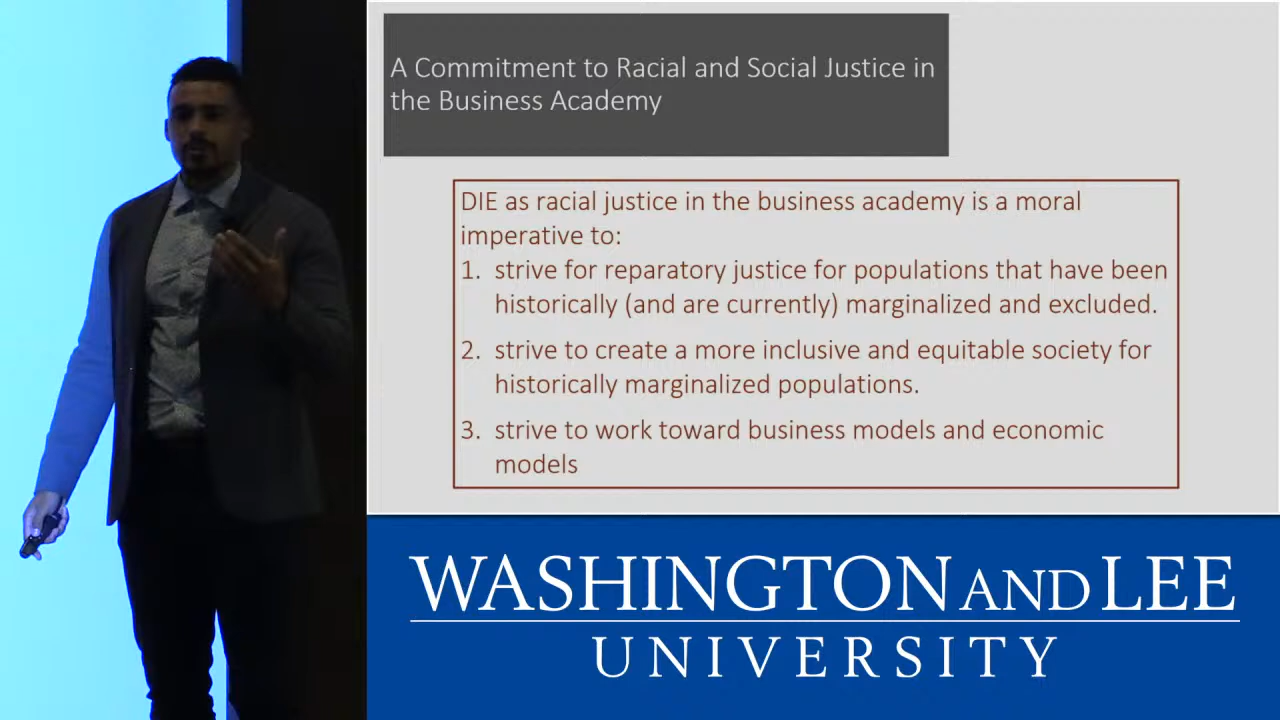 A Commitment to Racial and Social Justice in
the Business Academy
DIE as racial justice in the business academy is a moral
imperative to:
1. strive for reparatory justice for populations that have been
historically (and are currently) marginalized and excluded.
2. strive to create a more inclusive and equitable society for
historically marginalized populations.
3. strive to work toward business models and economic
models
WASHINGTON AND LEE
UNIVERSITY